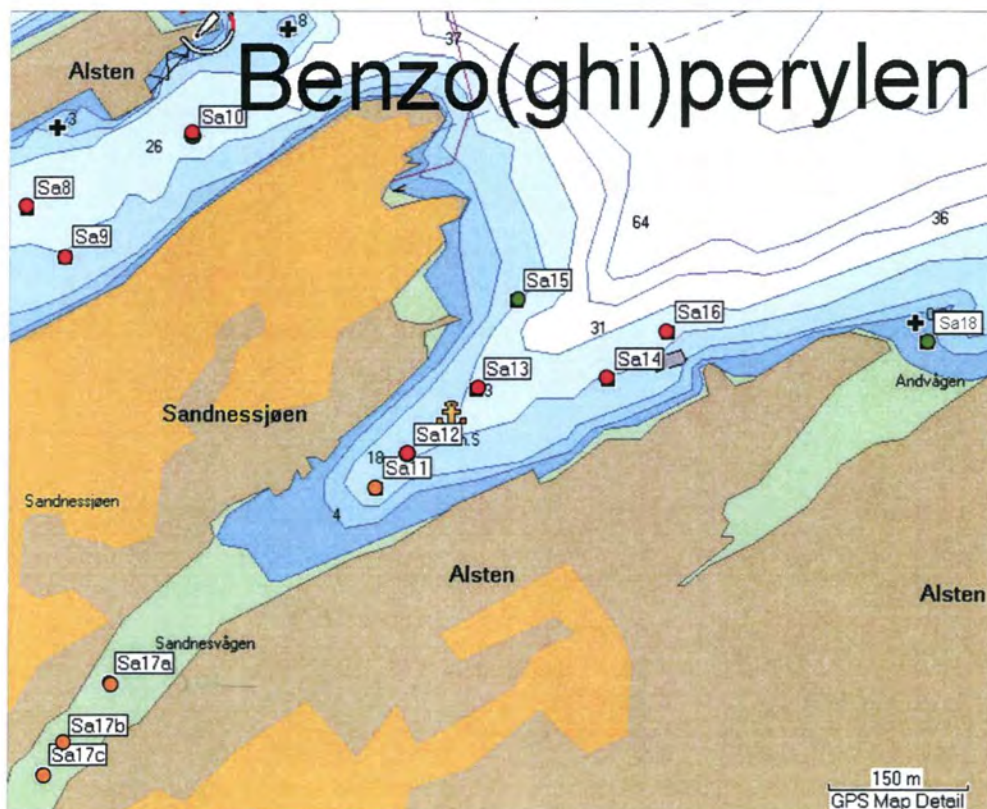 8
37
Alsten
Benzo(ghi)perylen
3
Sa10
26
Sa8
64
36
Sa9
Sa15
Sa16
31
Sa18
Sa14
Sa13
3
Andvågen
Sandnessjøen
Sa12
18
Sa11
Sandnessjøen
4
Alsten
Alsten
Sandnesvågen
Sa17a
Sa17b
Sa17c
150 m
GPS Map Detail